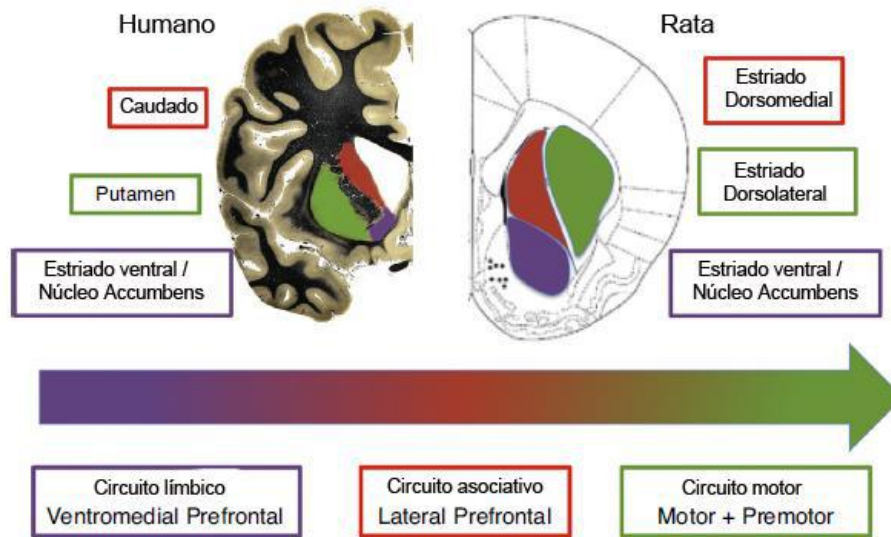 Humano
Rata
Caudado
Putamen
Estriado ventral /
Núcleo Accumbens
Estriado
Dorsomedial
Estriado
Dorsolateral
Estriado ventral /
Núcleo Accumbens
Circuito límbico
Ventromedial Prefrontal
Circuito asociativo
Lateral Prefrontal
Circuito motor
Motor + Premotor